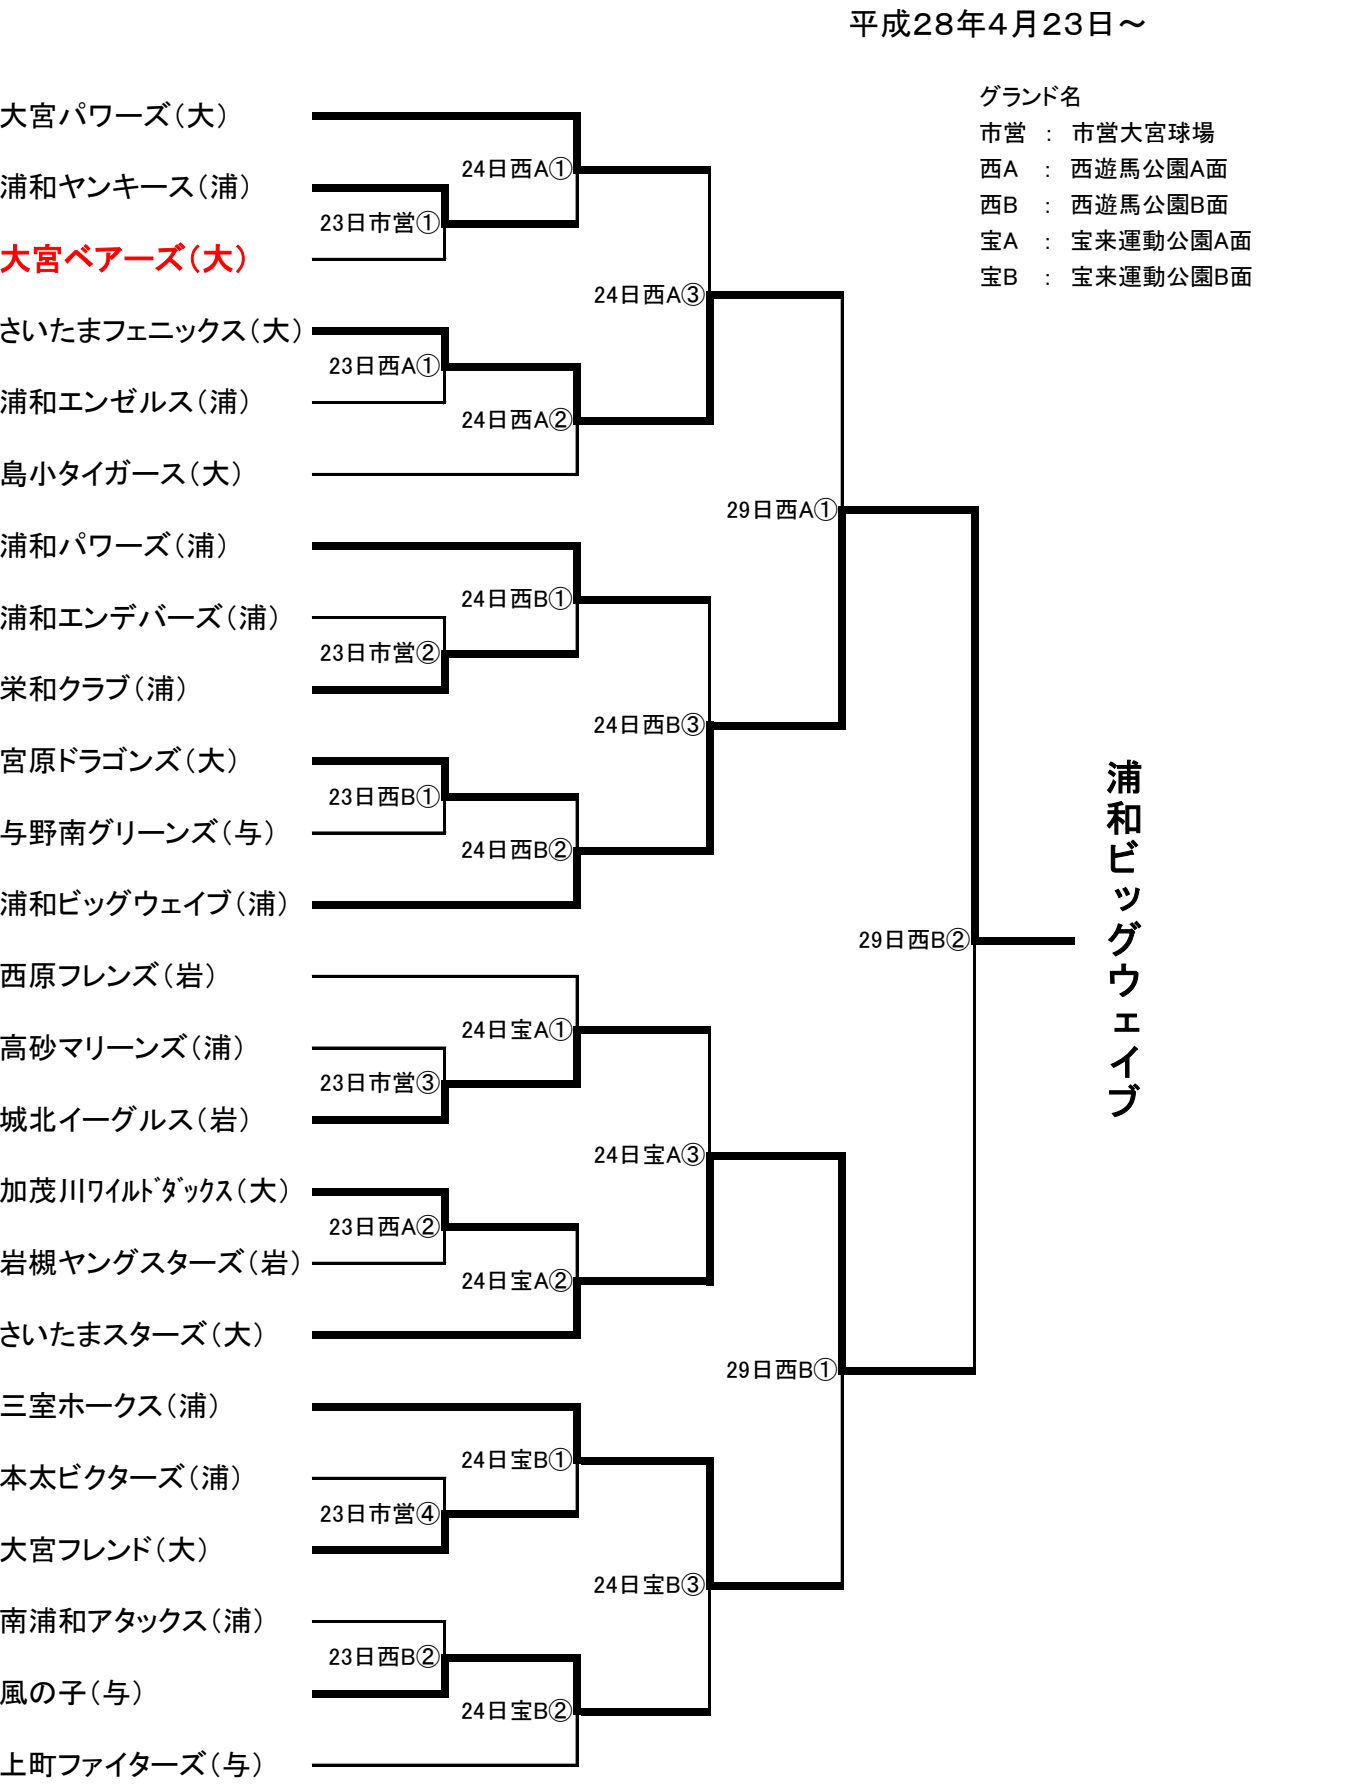 平成28年4月23日～
グランド名
市営 ： 市営大宮球場
西A ： 西遊馬公園A面
西B ： 西遊馬公園B面
宝A ： 宝来運動公園A面
宝B ： 宝来運動公園B面
大宮パワーズ（大）
24日西A①
浦和ヤンキース（浦）
23日市営①
大宮ベアーズ（大）
24日西A③
さいたまフェニックス（大）
23日西A①
浦和エンゼルス（浦）
24日西A②
島小タイガース（大）
29日西A①
浦和パワーズ（浦）
24日西B①
浦和エンデバーズ（浦）
23日市営②
栄和クラブ（浦）
24日西B③
宮原ドラゴンズ（大）
23日西B①
与野南グリーンズ（与）
24日西B②
浦和ビッグウェイブ（浦）
29日西B②
浦和ビッグウェイブ
西原フレンズ（岩）
24日宝A①
高砂マリーンズ（浦）
23日市営③
城北イーグルス（岩）
24日宝A③
加茂川ﾜｲﾙﾄﾞﾀﾞｯｸｽ（大）
23日西A②
岩槻ヤングスターズ（岩）
24日宝A②
さいたまスターズ（大）
29日西B①
三室ホークス（浦）
24日宝B①
本太ビクターズ（浦）
23日市営④
大宮フレンド（大）
24日宝B③
南浦和アタックス（浦）
23日西B②
風の子（与）
24日宝B②
上町ファイターズ（与）